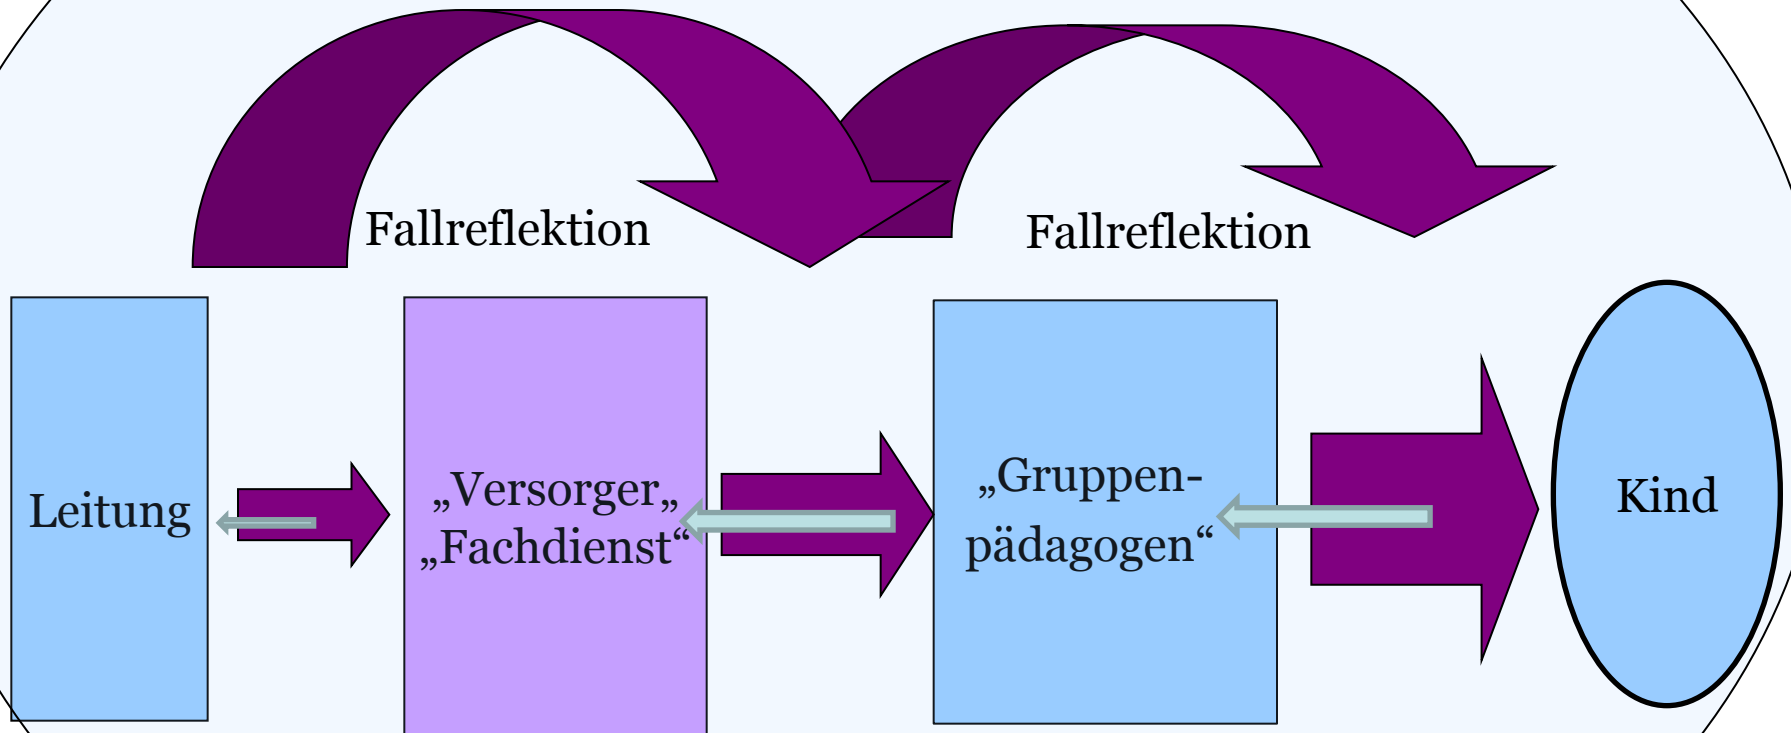 Fallreflektion
Fallreflektion
Leitung
„Versorger„
„Fachdienst“
„Gruppen-
pädagogen“
Kind